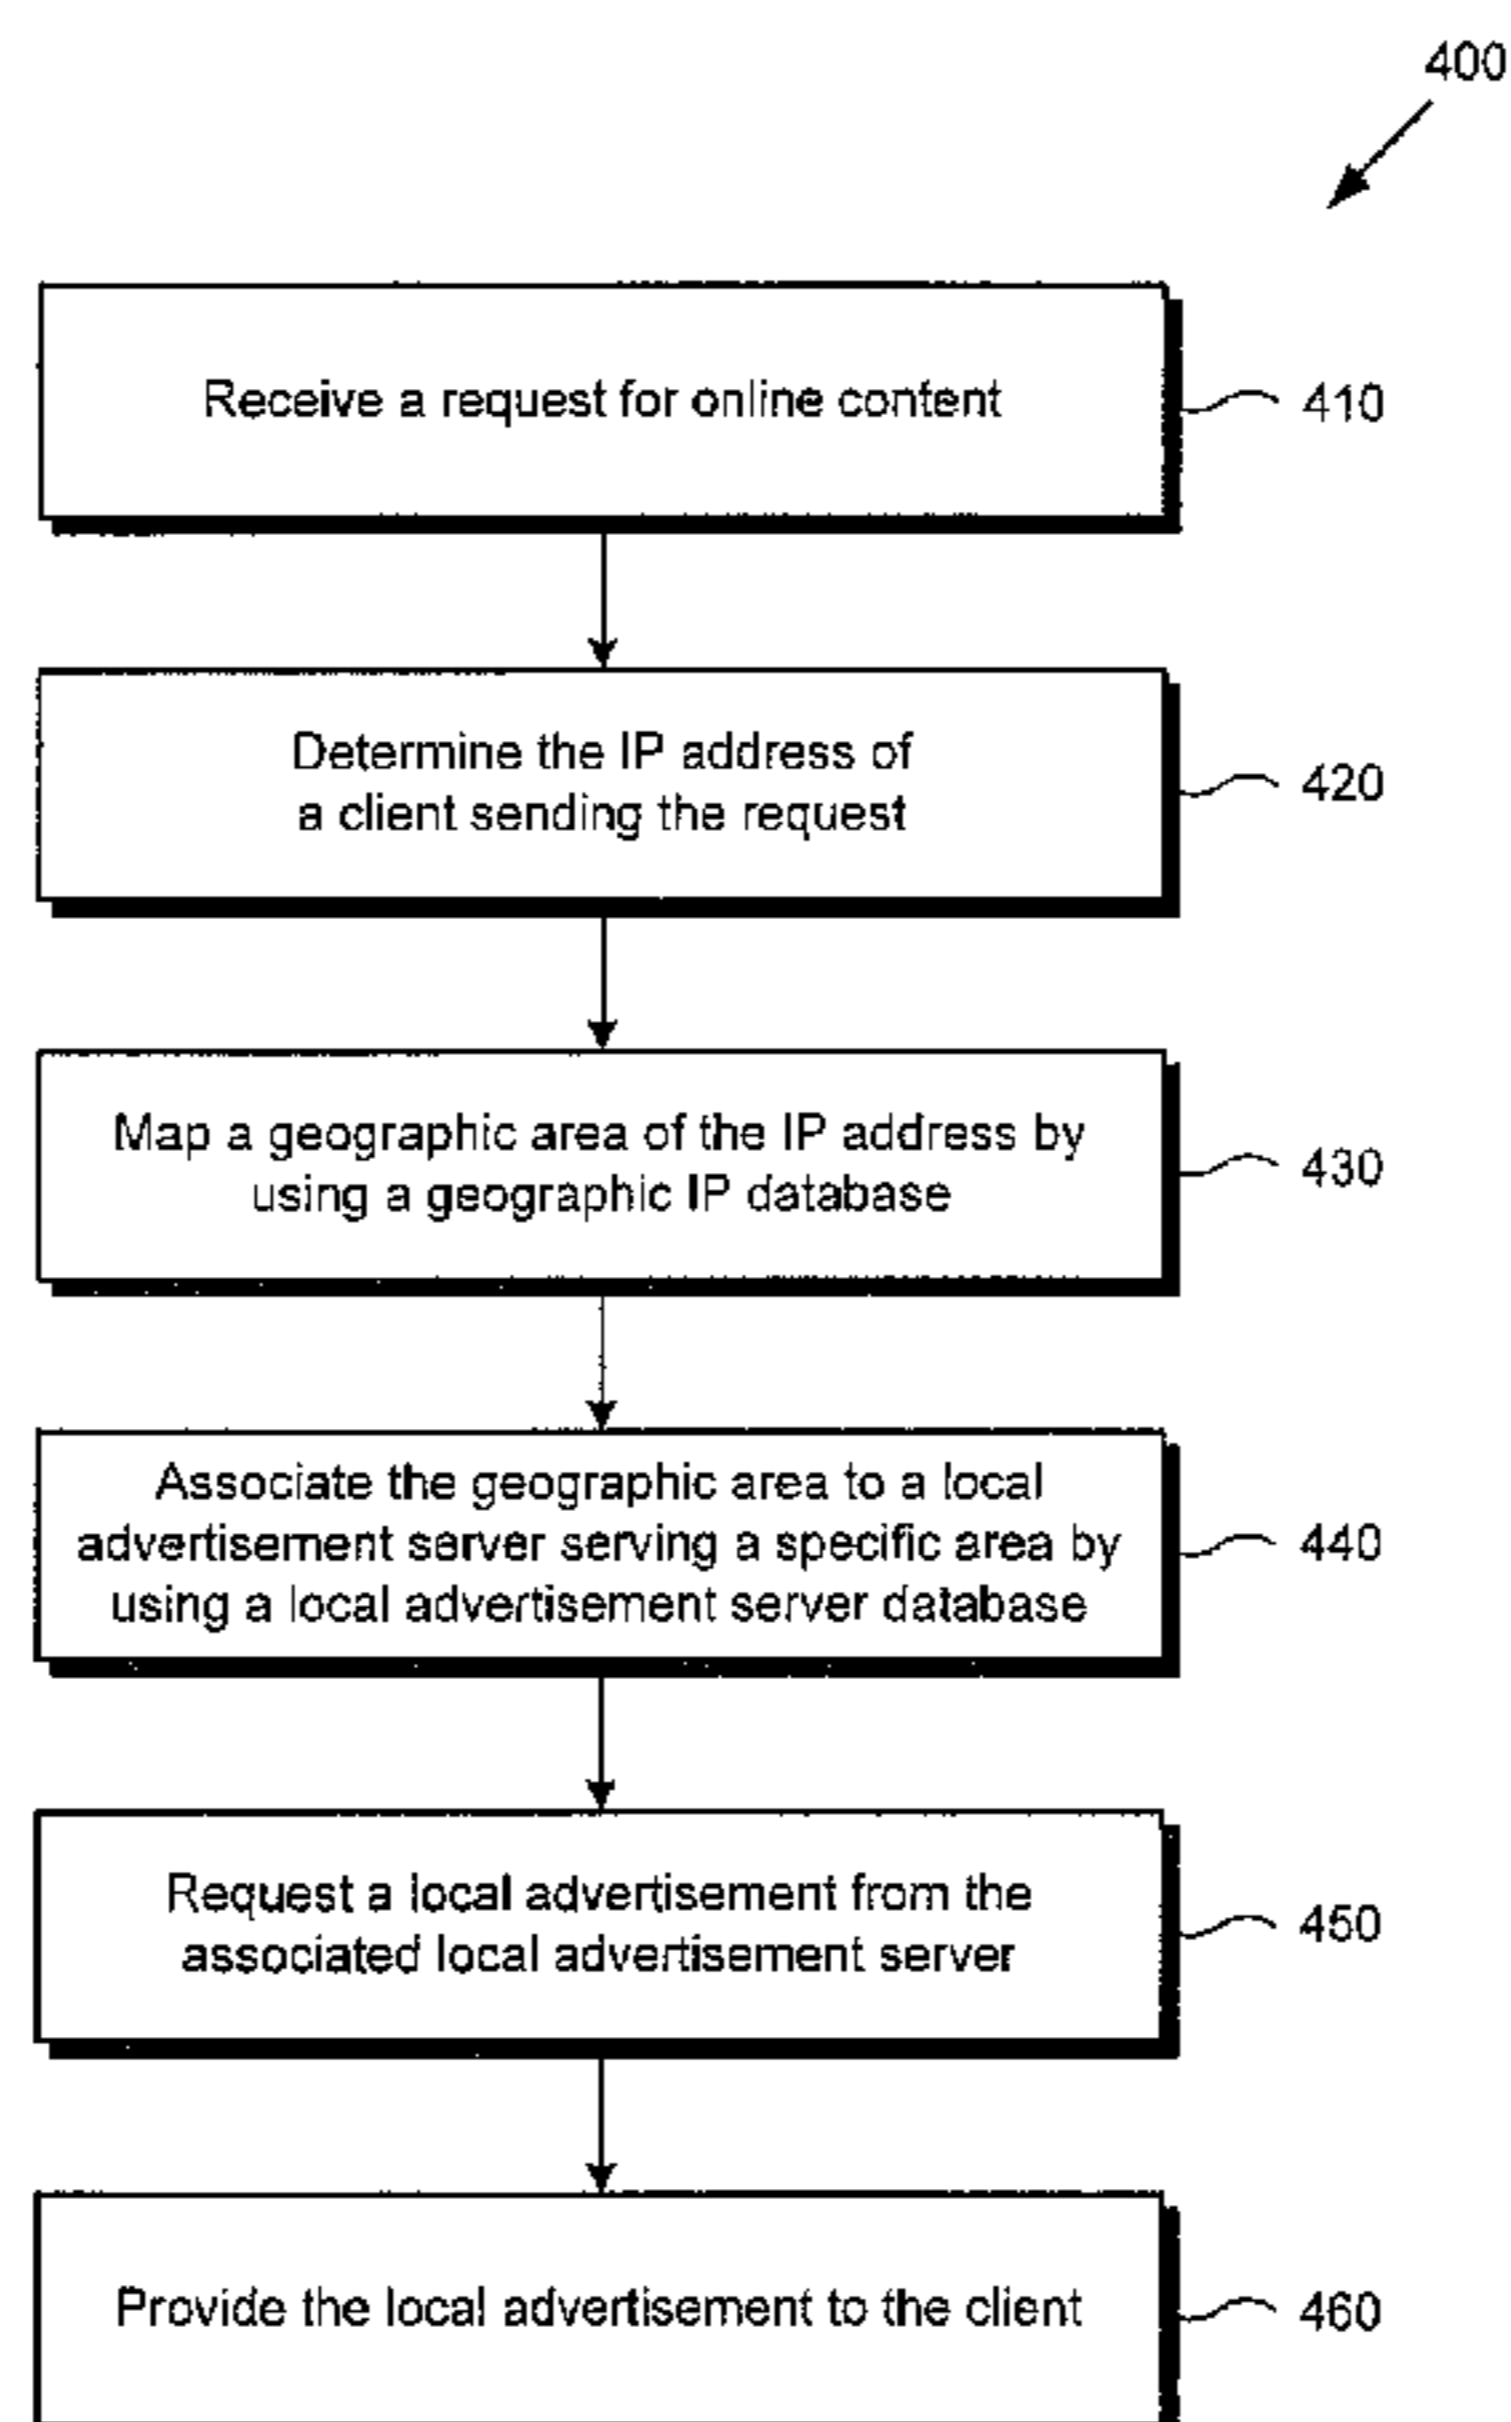 400
Receive a request for online content
410
Determine the IP address of
a client sending the request
420
Map a geographic area of the IP address by
using a geographic IP database
430
Associate the geographic area to a local
advertisement server serving a specific area by
using a local advertisement server database
440
Request a local advertisement from the
associated local advertisement server
450
Provide the local advertisement to the client
460